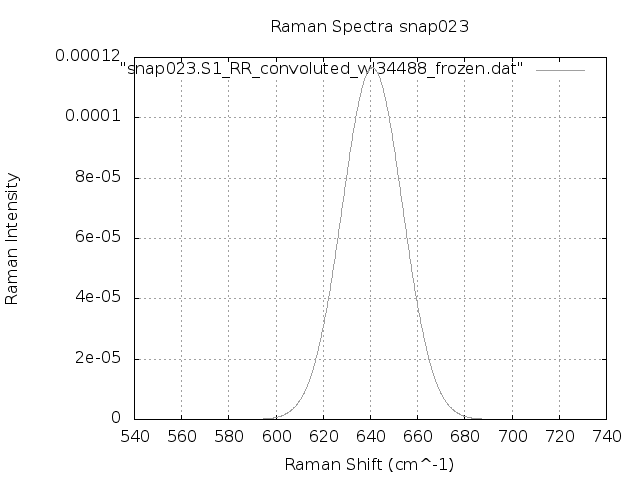 Raman Spectra snap023
0.00012
"snap023.S1_RR_convoluted_w34488_frozen.dat"
0.0001
8e-05
6e-05
4e-05
2e-05
0
Raman Intensity
540 560 580 600 620 640 660 680 700 720 740
Raman Shift (cm^-1)